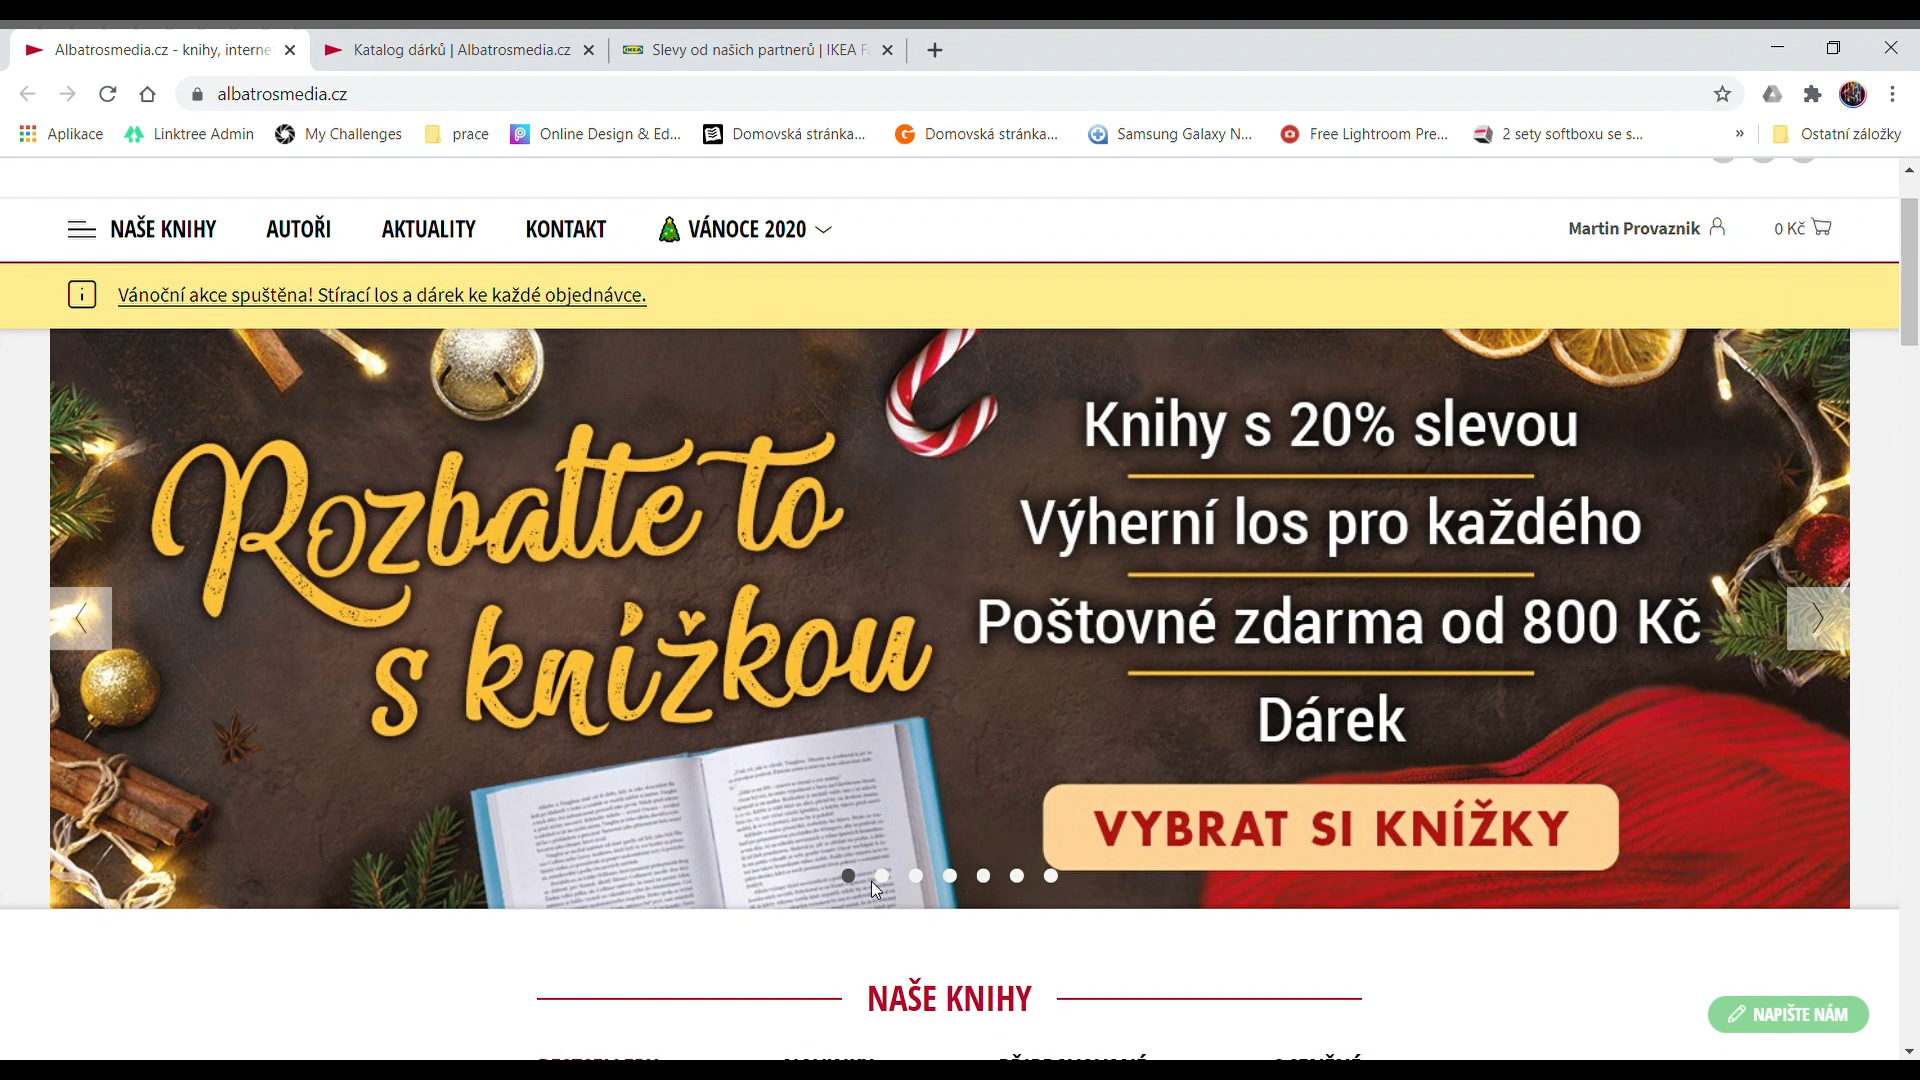 Albatrosmedia.cz - knihy, interne
Katalog dárků | Albatrosmedia.cz
Slevy od našich partnerů | IKEA Fa
albatrosmedia.cz
Aplikace
Linktree Admin
My Challenges
prace
Online Design & Ed...
Domovská stránka...
Domovská stránka...
Samsung Galaxy N...
Free Lightroom Pre...
2 sety softboxu se s...
»
Ostatní záložky
NAŠE KNIHY
AUTOŘI
AKTUALITY
KONTAKT
VÁNOCE 2020
Martin Provaznik
0 Kč
Vánoční akce spuštěna! Stírací los a dárek ke každé objednávce.
Rozbalte to
s knížkou
Knihy s 20% slevou
Výherní los pro každého
Poštovné zdarma od 800 Kč
Dárek
VYBRAT SI KNÍŽKY
NAŠE KNIHY
NAPIŠTE NÁM